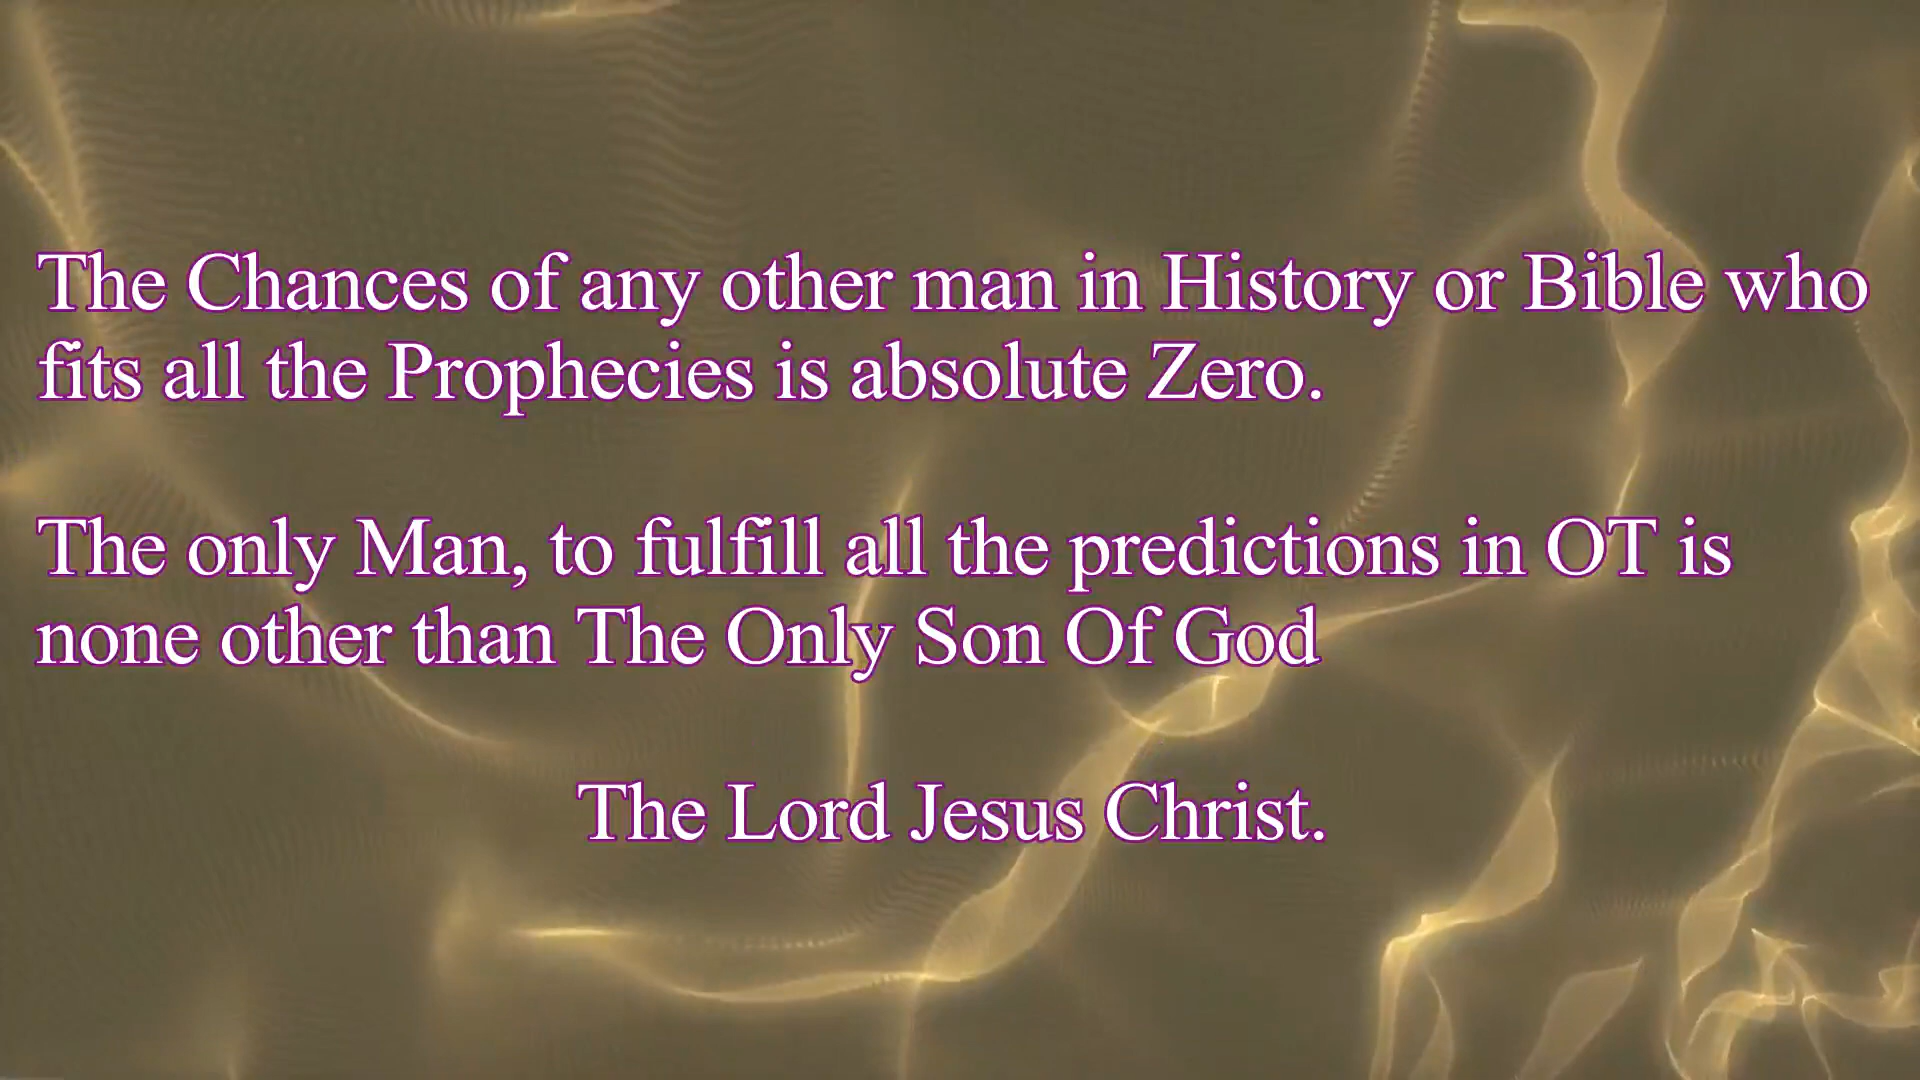 The Chances of any other man in History or Bible who
fits all the Prophecies is absolute Zero.
The only Man, to fulfill all the predictions in OT is
none other than The Only Son Of God
The Lord Jesus Christ.